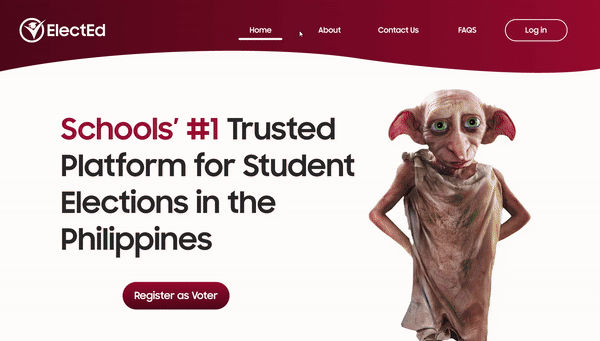 ElectEd
Home
About
Contact Us
FAQS
Log in
Schools’ #1 Trusted
Platform for Student
Elections in the
Philippines
Register as Voter